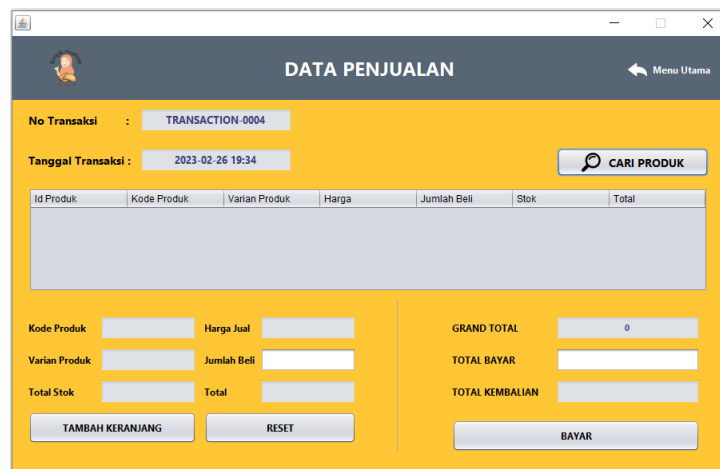 DATA PENJUALAN
Menu Utama
No Transaksi : TRANSACTION-0004
Tanggal Transaksi : 2023-02-26 19:34
CARI PRODUK
Id Produk Kode Produk Varian Produk Harga Jumlah Beli Stok Total
Kode Produk Harga Jual GRAND TOTAL 0
Varian Produk Jumlah Beli TOTAL BAYAR
Total Stok Total TOTAL KEMBALIAN
TAMBAH KERANJANG RESET BAYAR